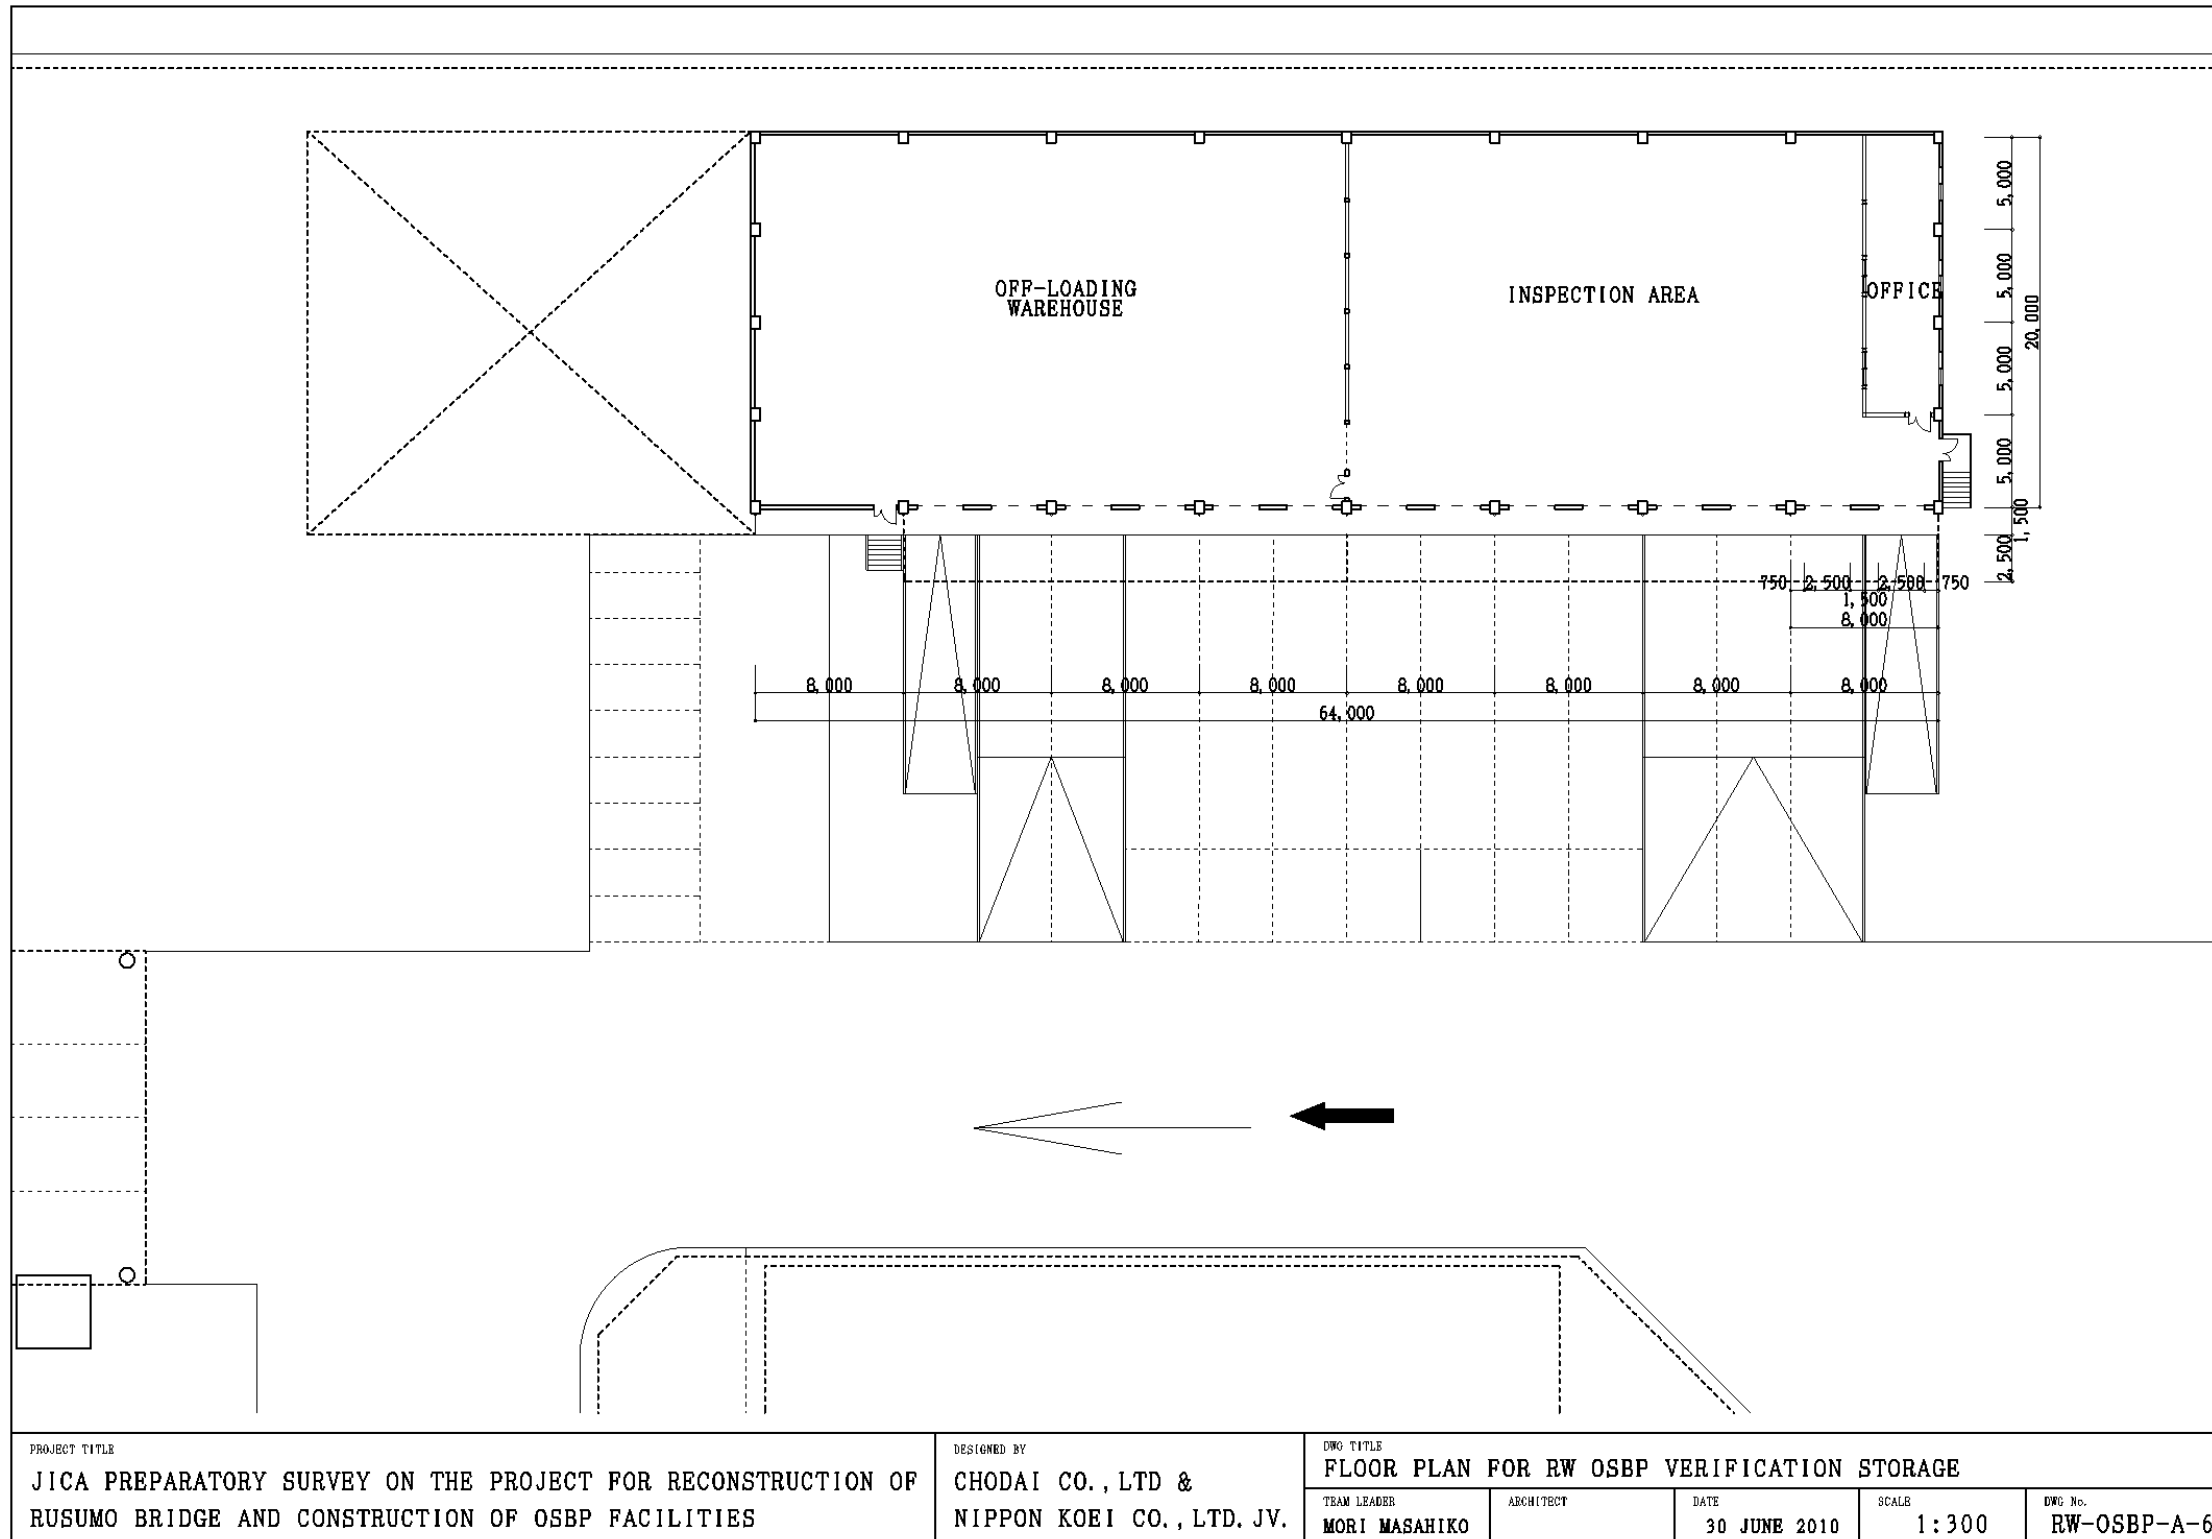 OFF-LOADING
WAREHOUSE
INSPECTION AREA
OFFICE
5,000
5,000
5,000
5,000
20,000
1,500
2,500
750 2,500 2,500 750
1,500
8,000
8,000 8,000 8,000 8,000 8,000 8,000 8,000 8,000
64,000
PROJECT TITLE
JICA PREPARATORY SURVEY ON THE PROJECT FOR RECONSTRUCTION OF
RUSUMO BRIDGE AND CONSTRUCTION OF OSBP FACILITIES
DESIGNED BY
CHODAI CO., LTD &
NIPPON KOEI CO., LTD. JV.
DWG TITLE
FLOOR PLAN FOR RW OSBP VERIFICATION STORAGE
TEAM LEADER
MORI MASAHIKO
ARCHITECT
DATE
30 JUNE 2010
SCALE
1:300
DWG No.
RW-OSBP-A-6